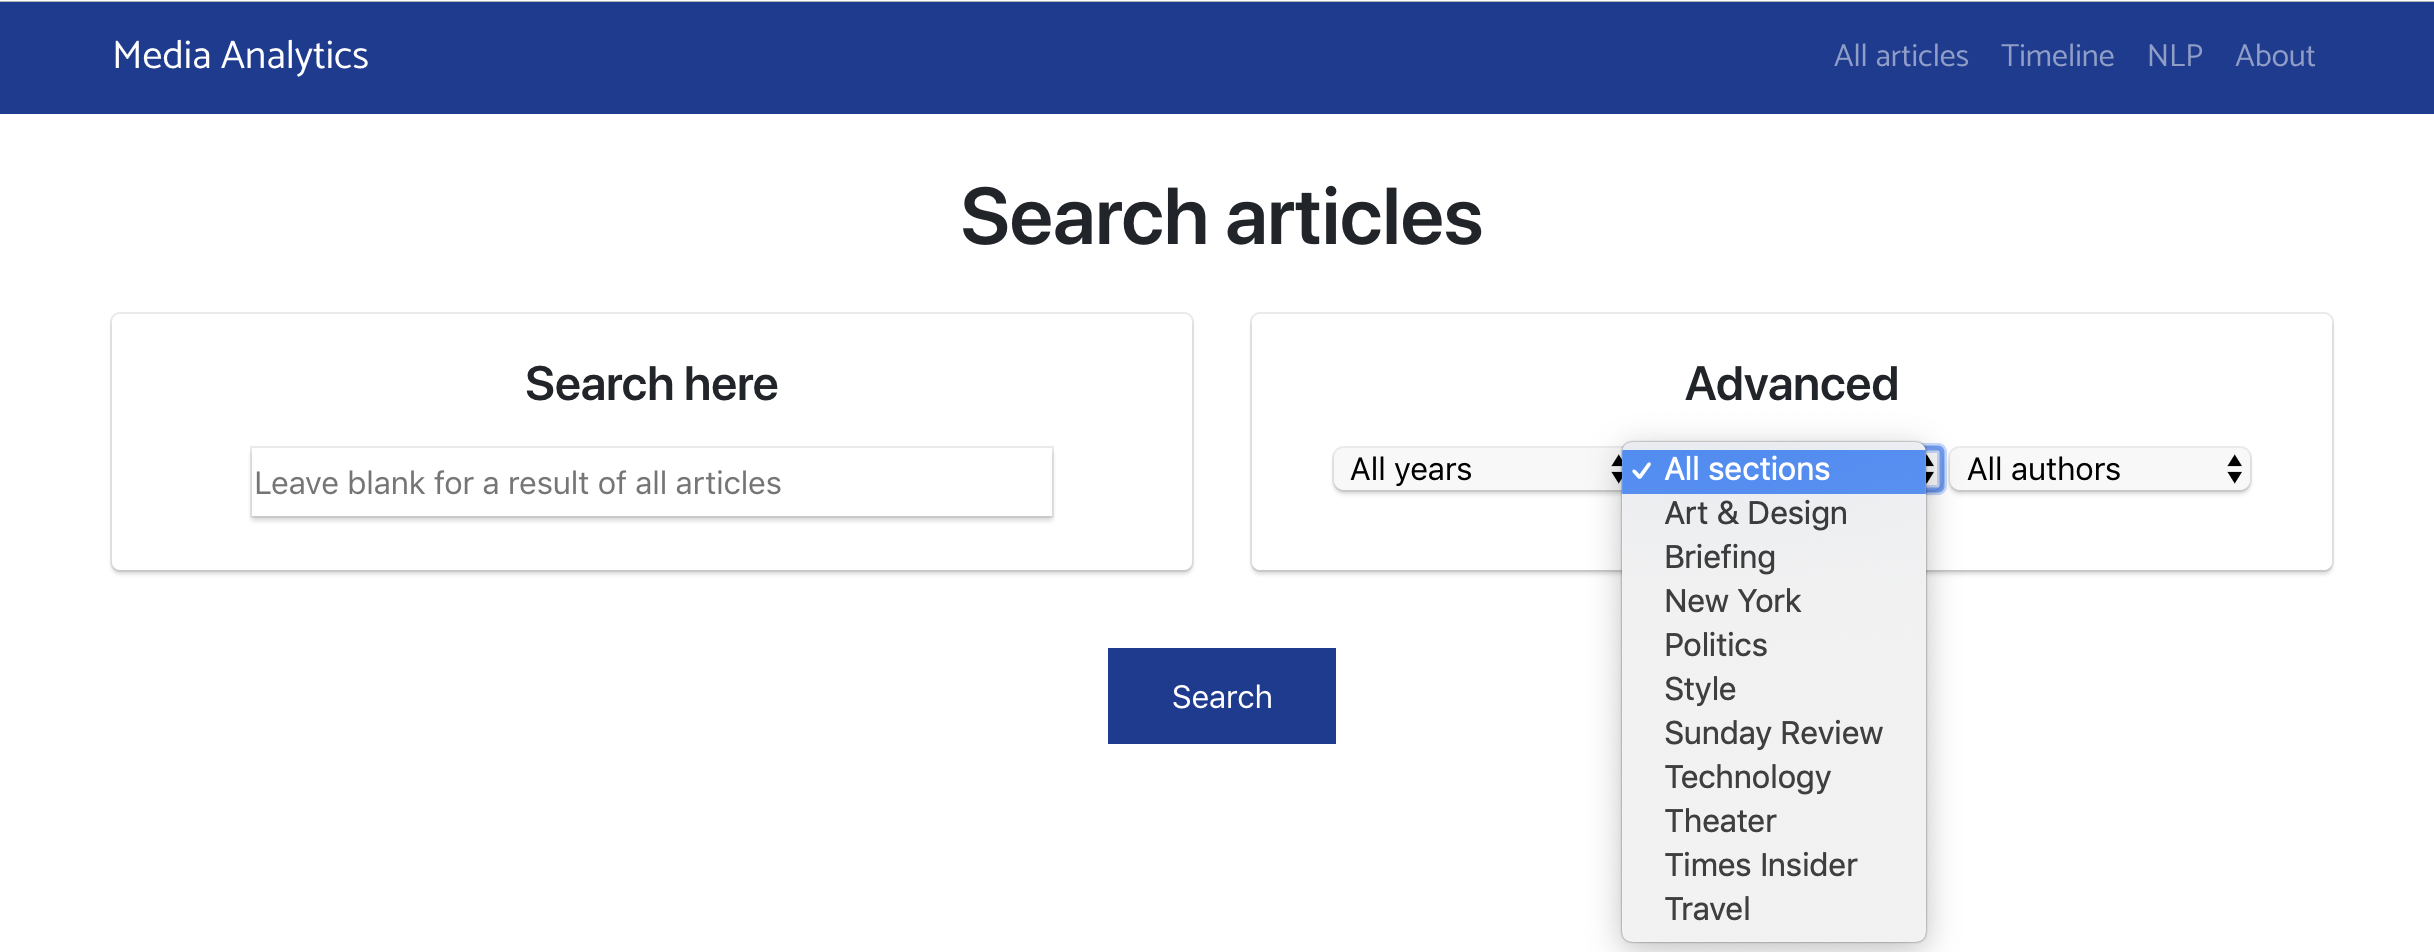 Media Analytics
All articles Timeline NLP About
Search articles
Search here
Leave blank for a result of all articles
Advanced
All years
✓ All sections
Art & Design
Briefing
New York
Politics
Style
Sunday Review
Technology
Theater
Times Insider
Travel
All authors
Search